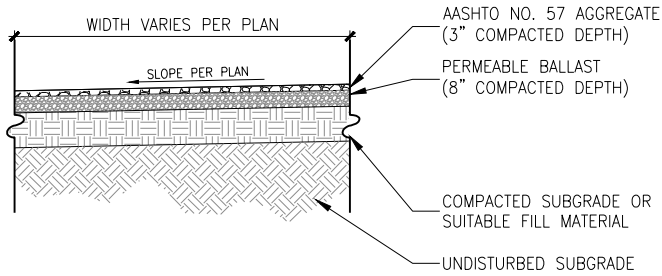 WIDTH VARIES PER PLAN
SLOPE PER PLAN
AASHTO NO. 57 AGGREGATE
(3" COMPACTED DEPTH)
PERMEABLE BALLAST
(8" COMPACTED DEPTH)
COMPACTED SUBGRADE OR
SUITABLE FILL MATERIAL
UNDISTURBED SUBGRADE